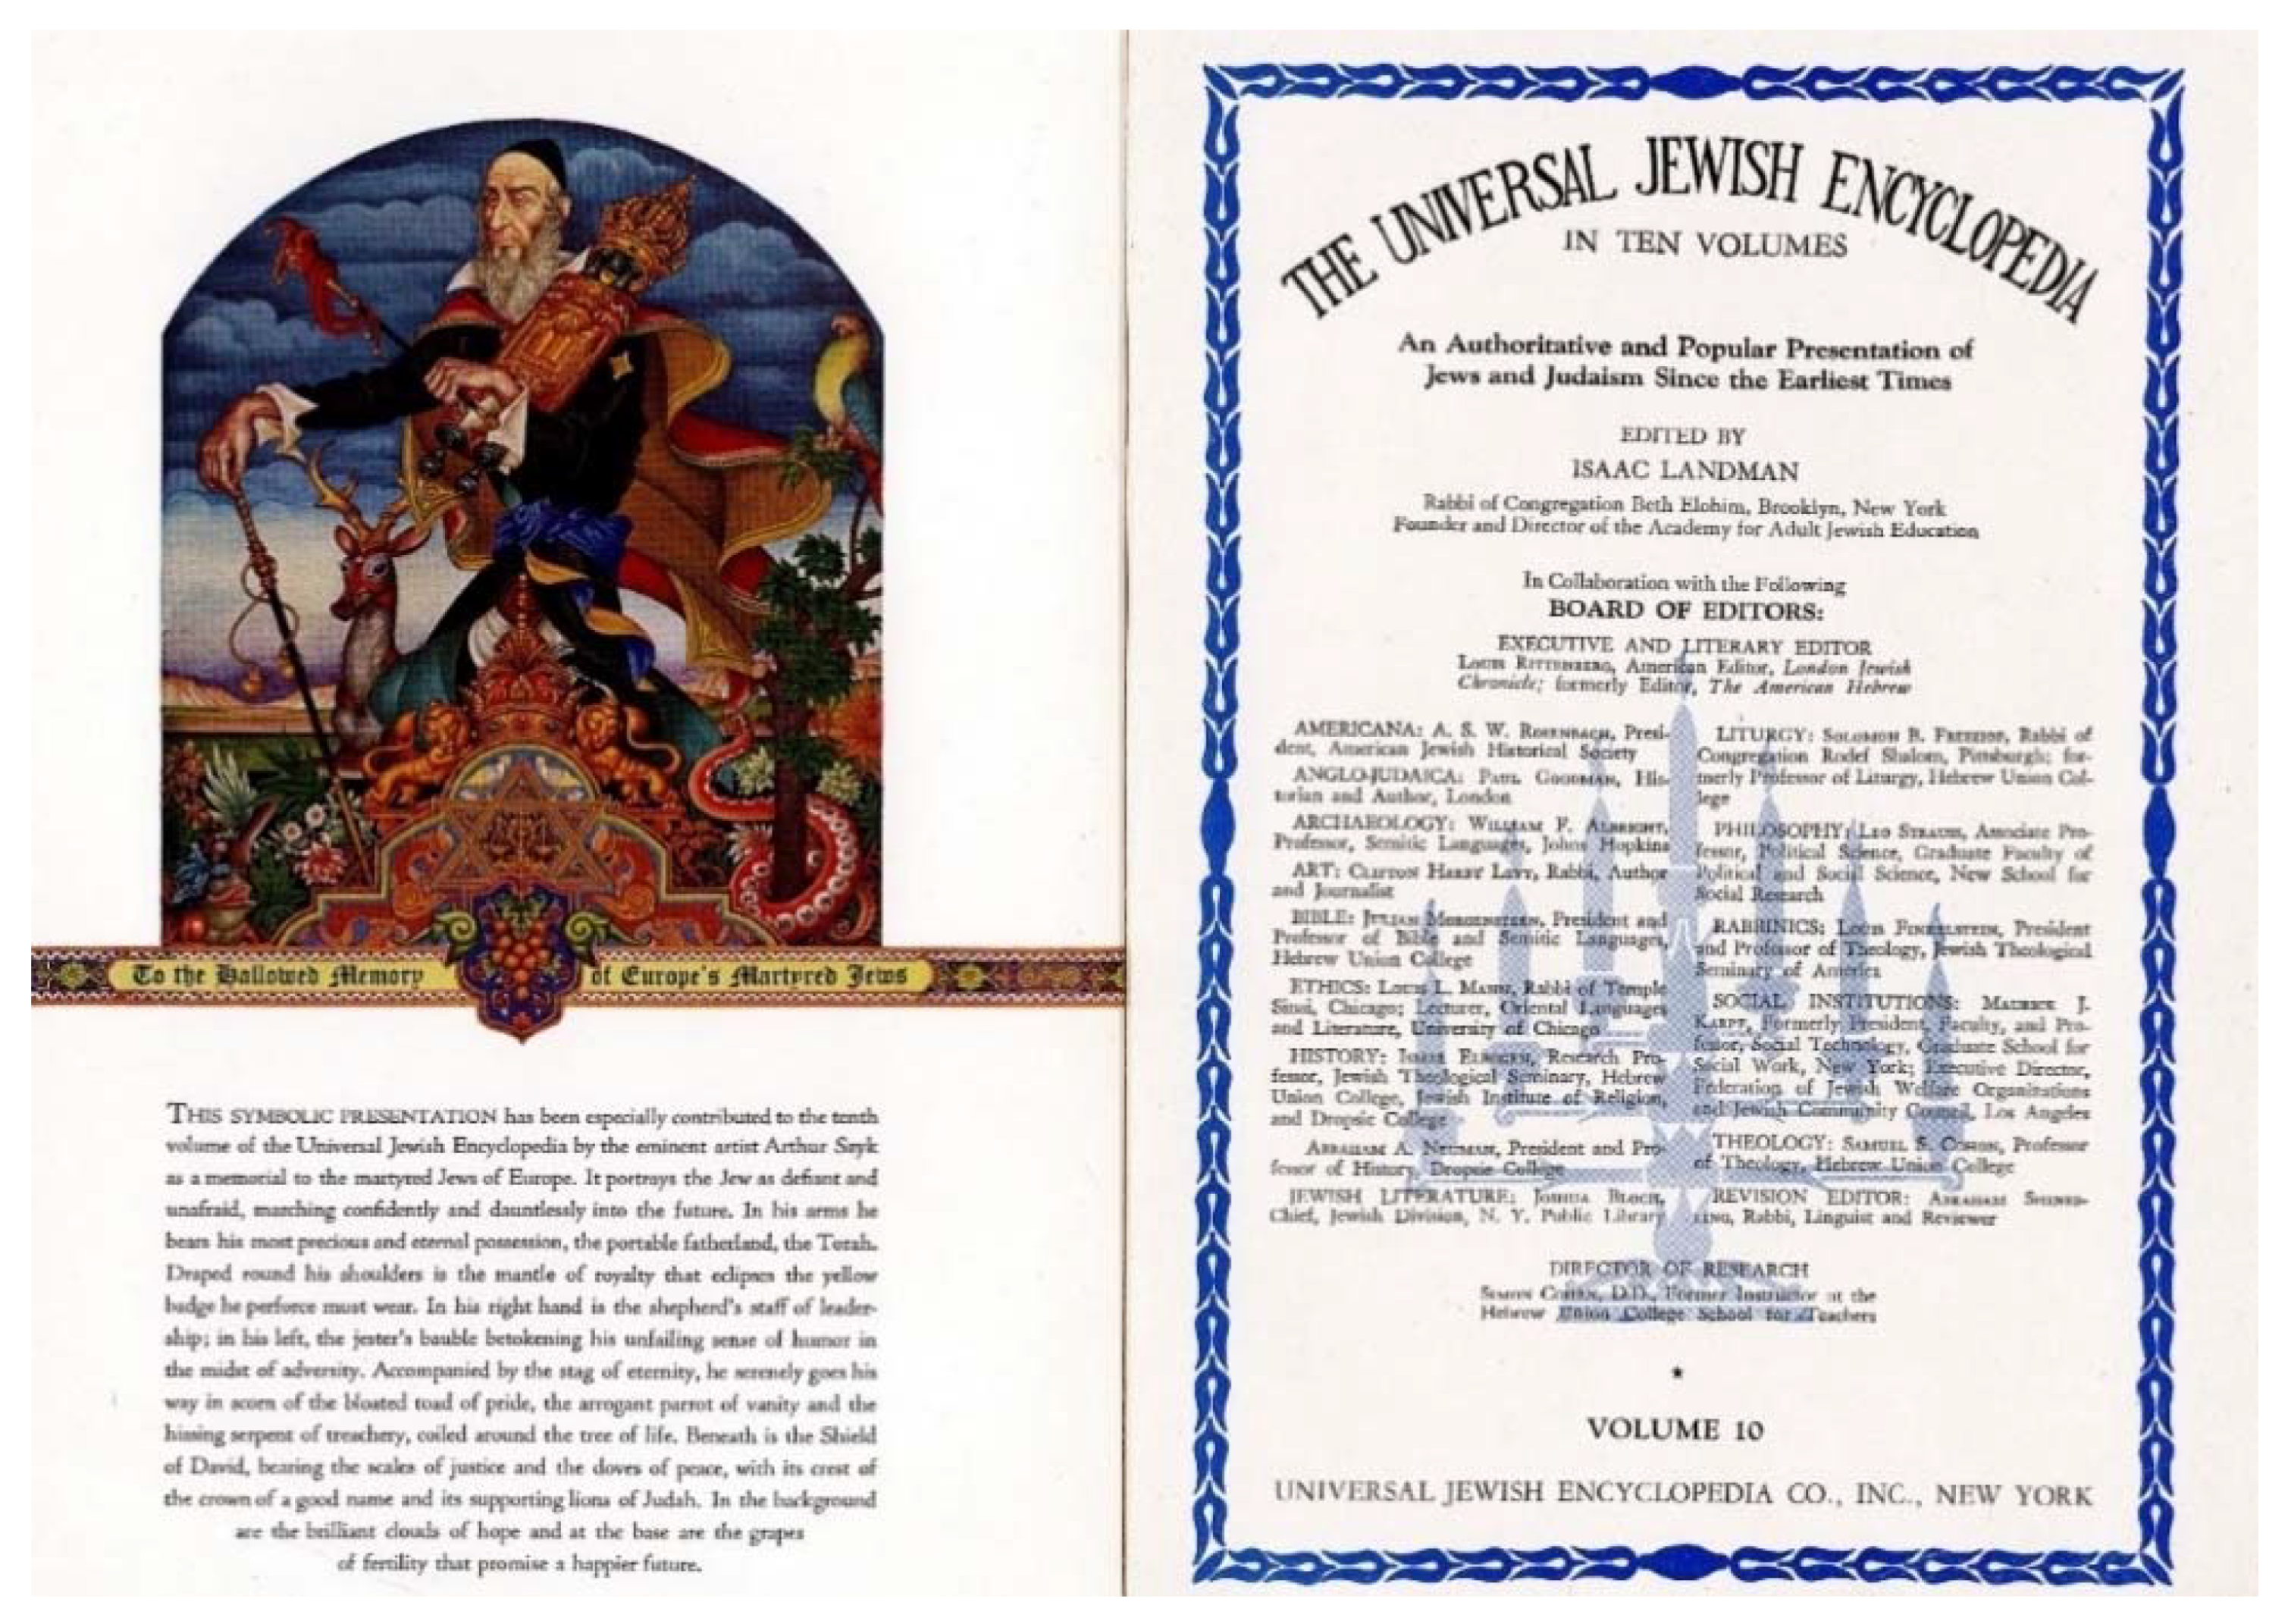 To the Hallowed Memory of Europe's Martyred Jews
THIS SYMBOLIC PRESENTATION has been especially contributed to the tenth
volume of the Universal Jewish Encyclopedia by the eminent artist Arthur Szyk
as a memorial to the martyred Jews of Europe. It portrays the Jew as defiant and
unafraid, marching confidently and dauntlessly into the future. In his arms he
bears his most precious and eternal possession, the portable fatherland, the Torah.
Draped round his shoulders is the mantle of royalty that eclipses the yellow
badge he perforce must wear. In his right hand is the shepherd's staff of leader-
ship; in his left, the jester's bauble betokening his unfailing sense of humor in
the midst of adversity. Accompanied by the stag of eternity, he serenely goes his
way in scorn of the bloated toad of pride, the arrogant parrot of vanity and the
hissing serpent of treachery, coiled around the tree of life. Beneath is the Shield
of David, bearing the scales of justice and the doves of peace, with its crest of
the crown of a good name and its supporting lions of Judah. In the background
are the brilliant clouds of hope and at the base are the grapes
of fertility that promise a happier future.
THE UNIVERSAL JEWISH ENCYCLOPEDIA
IN TEN VOLUMES
An Authoritative and Popular Presentation of
Jews and Judaism Since the Earliest Times
EDITED BY
ISAAC LANDMAN
Rabbi of Congregation Beth Elohim, Brooklyn, New York
Founder and Director of the Academy for Adult Jewish Education
In Collaboration with the Following
BOARD OF EDITORS:
EXECUTIVE AND LITERARY EDITOR
LOUIS RITTENBERG, American Editor, London Jewish
Chronicle; formerly Editor, The American Hebrew
AMERICANA: A. S. W. ROSENBACH, Presi-
dent, American Jewish Historical Society
ANGLO-JUDAICA: PAUL GOODMAN, His-
torian and Author, London
ARCHAEOLOGY: WILLIAM F. ALBRIGHT,
Professor, Semitic Languages, Johns Hopkins
ART: CLIFTON HARBY LEVY, Rabbi, Author
and Journalist
BIBLE: JULIAN MORGENSTERN, President and
Professor of Bible and Semitic Languages,
Hebrew Union College
ETHICS: LOUIS L. MANN, Rabbi of Temple
Sinai, Chicago; Lecturer, Oriental Languages
and Literature, University of Chicago
HISTORY: ISMAR ELBOGEN, Research Pro-
fessor, Jewish Theological Seminary, Hebrew
Union College, Jewish Institute of Religion,
and Dropsie College
ABRAHAM A. NEUMAN, President and Pro-
fessor of History, Dropsie College
JEWISH LITERATURE: JOSHUA BLOCH,
Chief, Jewish Division, N. Y. Public Library
LITURGY: SOLOMON B. FREEHOF, Rabbi of
Congregation Rodef Shalom, Pittsburgh; for-
merly Professor of Liturgy, Hebrew Union Col-
lege
PHILOSOPHY: LEO STRAUSS, Associate Pro-
fessor, Political Science, Graduate Faculty of
Political and Social Science, New School for
Social Research
RABBINICS: LOUIS FINKELSTEIN, President
and Professor of Theology, Jewish Theological
Seminary of America
SOCIAL INSTITUTIONS: MAURICE J.
KARPF, Formerly President, Faculty, and Pro-
fessor, Social Technology, Graduate School for
Social Work, New York; Executive Director,
Federation of Jewish Welfare Organizations
and Jewish Community Council, Los Angeles
THEOLOGY: SAMUEL S. COHON, Professor
of Theology, Hebrew Union College
REVISION EDITOR: ABRAHAM
Rabbi, Linguist and Reviewer
DIRECTOR OF RESEARCH
SIMON COHEN, D.D., Former Instructor at the
Hebrew Union College School for Teachers
VOLUME 10
UNIVERSAL JEWISH ENCYCLOPEDIA CO., INC., NEW YORK